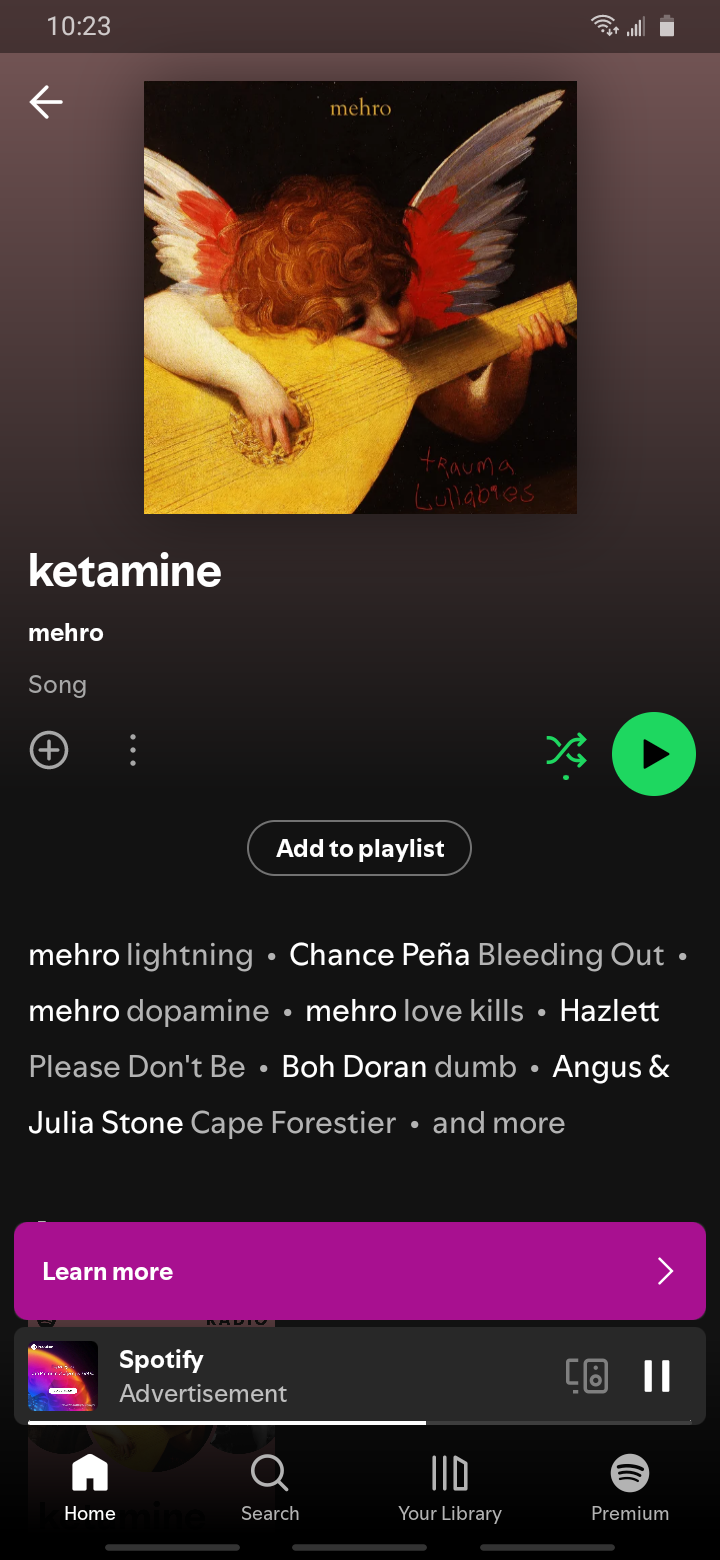 10:23
mehro
trauma
Lullabies
ketamine
mehro
Song
Add to playlist
mehro lightning • Chance Peña Bleeding Out •
mehro dopamine • mehro love kills • Hazlett
Please Don't Be • Boh Doran dumb • Angus &
Julia Stone Cape Forestier • and more
Learn more
RADIO
Spotify
Advertisement
ketamine
Home
Search
Your Library
Premium